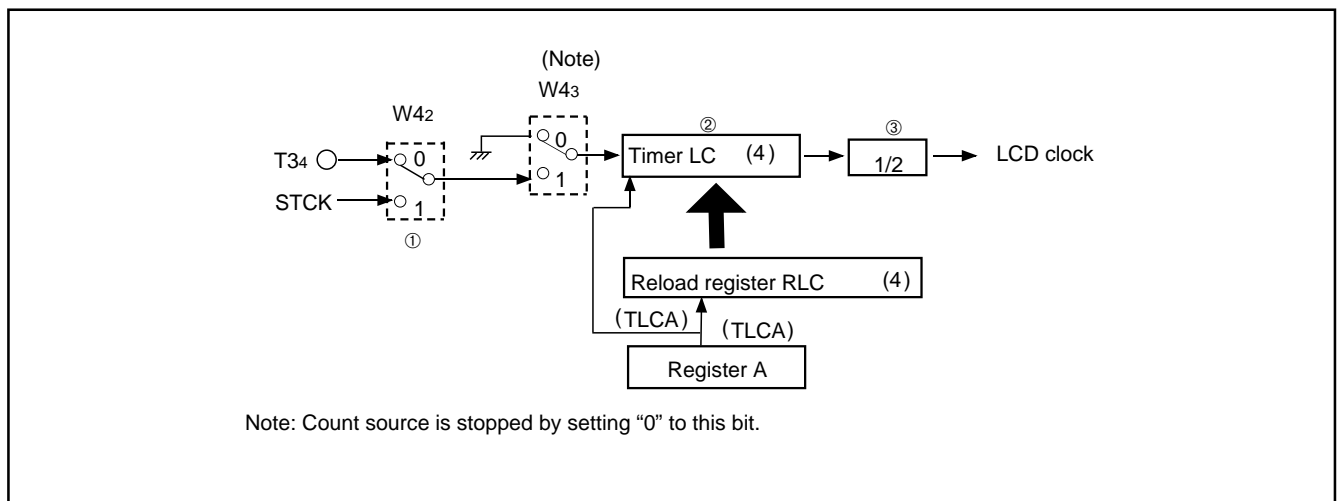 (Note)
W43
W42
0
1
T34
STCK
0
1
①
②
Timer LC (4)
③
1/2
LCD clock
Reload register RLC (4)
(TLCA)
(TLCA)
Register A
Note: Count source is stopped by setting “0” to this bit.